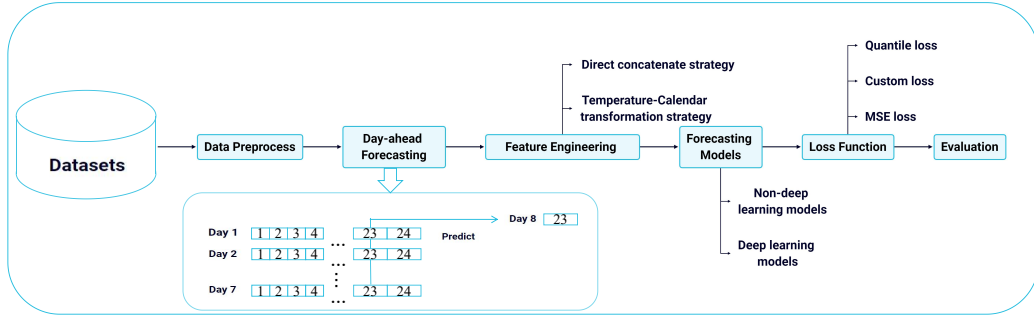 Datasets
Data Preprocess
Day-ahead
Forecasting
Feature Engineering
Direct concatenate strategy
Temperature-Calendar
transformation strategy
Forecasting
Models
Non-deep
learning models
Deep learning
models
Loss Function
Quantile loss
Custom loss
MSE loss
Evaluation
Day 1 1 2 3 4 ... 23 24
Day 2 1 2 3 4 ... 23 24
Day 7 1 2 3 4 ... 23 24
Predict
Day 8 23